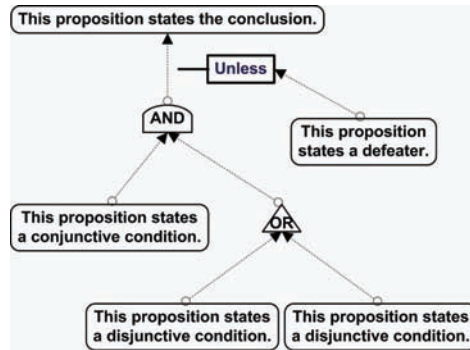 This proposition states the conclusion.
Unless
AND
This proposition
states a defeater.
This proposition states
a conjunctive condition.
OR
This proposition states
a disjunctive condition.
This proposition states
a disjunctive condition.